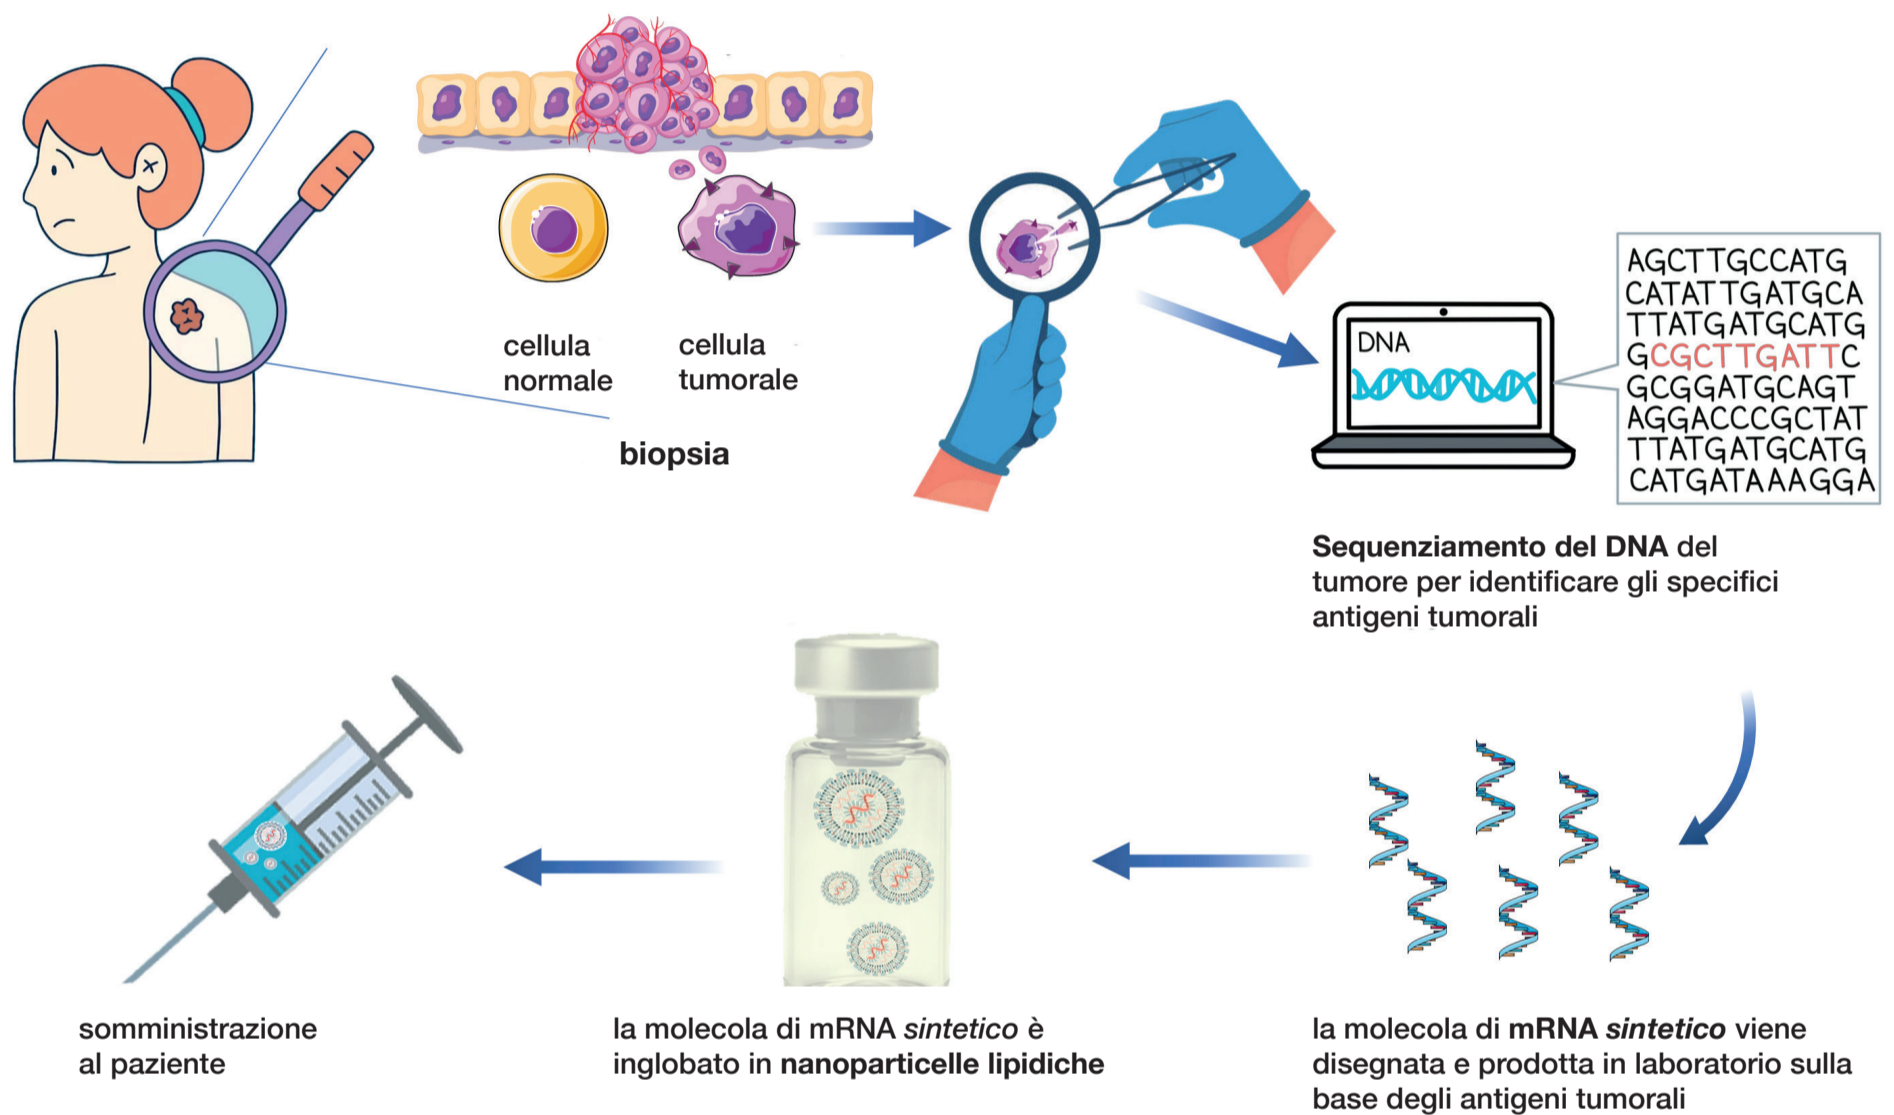 cellula
normale
cellula
tumorale
biopsia
DNA
AGCTTGCCATG
CATATTGATGCA
TTATGATGCATG
GCGCTTGATTC
GCGGATGCAGT
AGGACCCGCTAT
TTATGATGCATG
CATGATAAAGGA
Sequenziamento del DNA del
tumore per identificare gli specifici
antigeni tumorali
somministrazione
al paziente
la molecola di mRNA sintetico è
inglobato in nanoparticelle lipidiche
la molecola di mRNA sintetico viene
disegnata e prodotta in laboratorio sulla
base degli antigeni tumorali